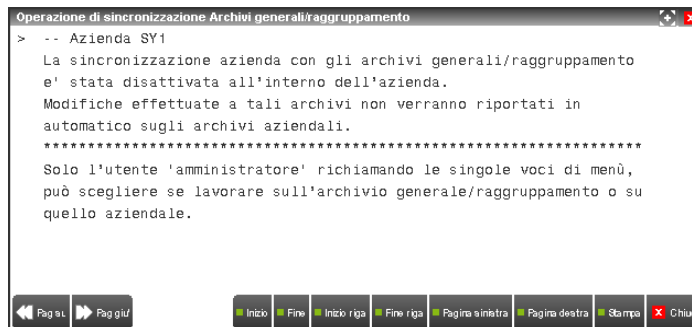 Operazione di sincronizzazione Archivi generali/raggruppamento
> -- Azienda SY1
La sincronizzazione azienda con gli archivi generali/raggruppamento
e' stata disattivata all'interno dell'azienda.
Modifiche effettuate a tali archivi non verranno riportati in
automatico sugli archivi aziendali.
********************************************************************
Solo l'utente 'amministratore' richiamando le singole voci di menù,
può scegliere se lavorare sull'archivio generale/raggruppamento o su
quello aziendale.
Pag su Pag giu' Inizio Fine Inizio riga Fine riga Pagina sinistra Pagina destra Stampa X Chiu